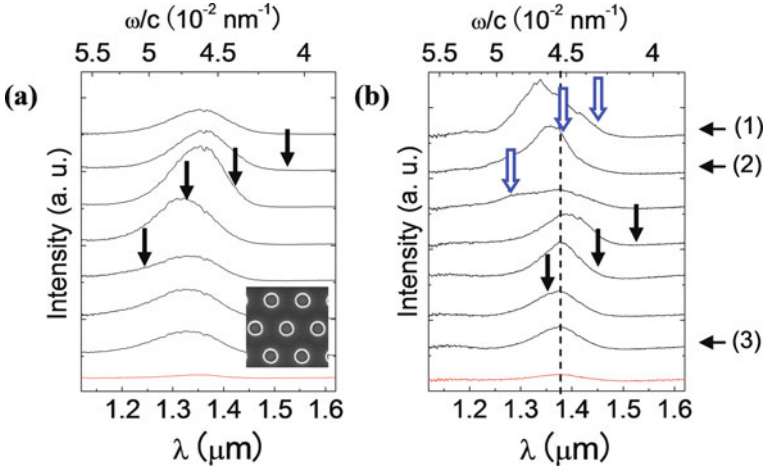 ω/c (10⁻² nm⁻¹)
5.5 5 4.5 4
(a)
Intensity (a. u.)
1.2 1.3 1.4 1.5 1.6
λ (μm)
ω/c (10⁻² nm⁻¹)
5.5 5 4.5 4
(b)
(1)
(2)
(3)
Intensity (a. u.)
1.2 1.3 1.4 1.5 1.6
λ (μm)